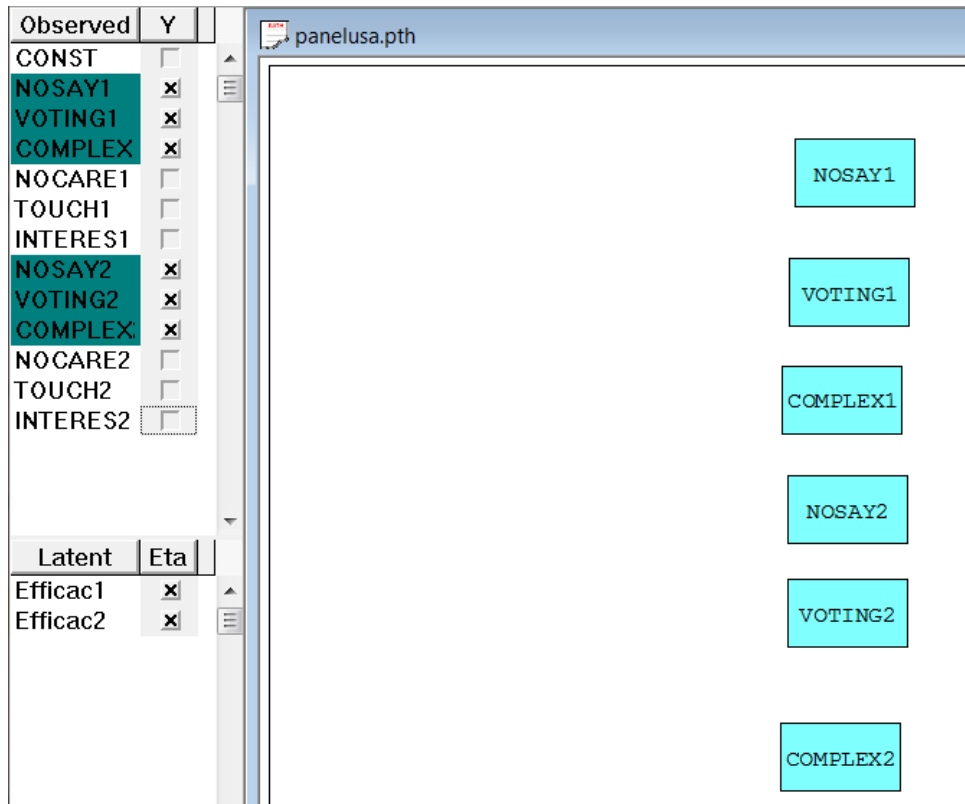 Observed Y
CONST
NOSAY1
VOTING1
COMPLEX
NOCARE1
TOUCH1
INTERES1
NOSAY2
VOTING2
COMPLEX:
NOCARE2
TOUCH2
INTERES2
Latent Eta
Efficac1
Efficac2
panelusa.pth
NOSAY1
VOTING1
COMPLEX1
NOSAY2
VOTING2
COMPLEX2